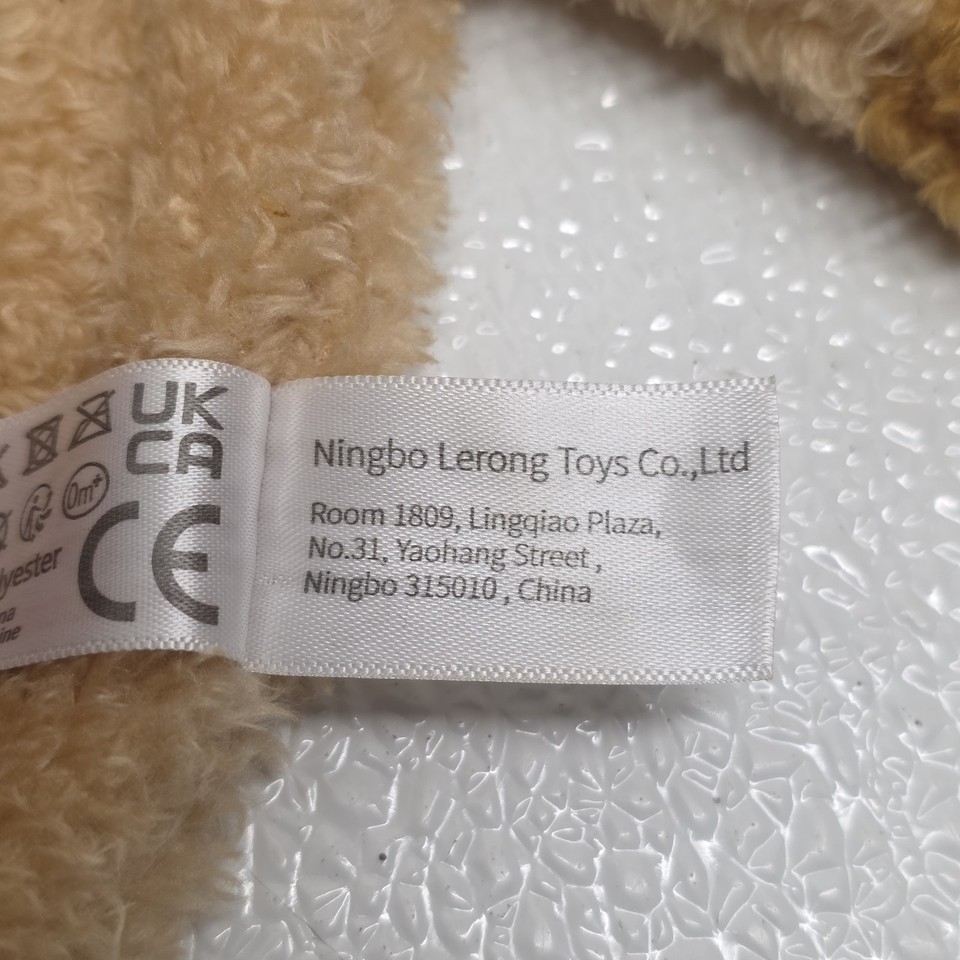 UK
CA
0m+
CE
Ningbo Lerong Toys Co.,Ltd
Room 1809, Lingqiao Plaza,
No.31, Yaohang Street ,
Ningbo 315010 , China